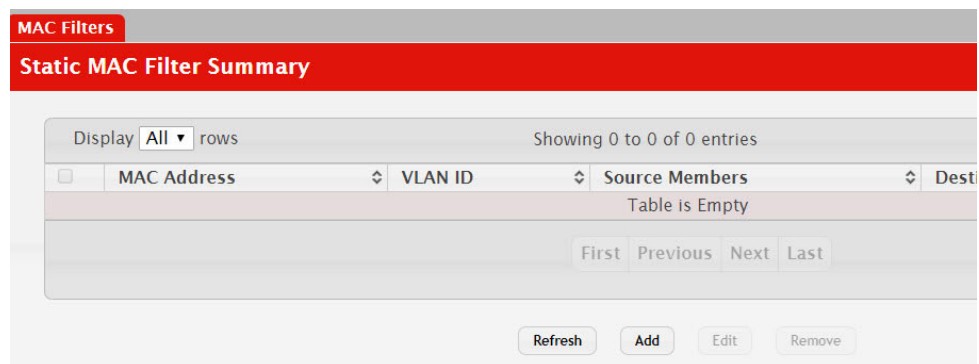 MAC Filters
Static MAC Filter Summary
Display All rows
Showing 0 to 0 of 0 entries
MAC Address VLAN ID Source Members Desti
Table is Empty
First Previous Next Last
Refresh Add Edit Remove